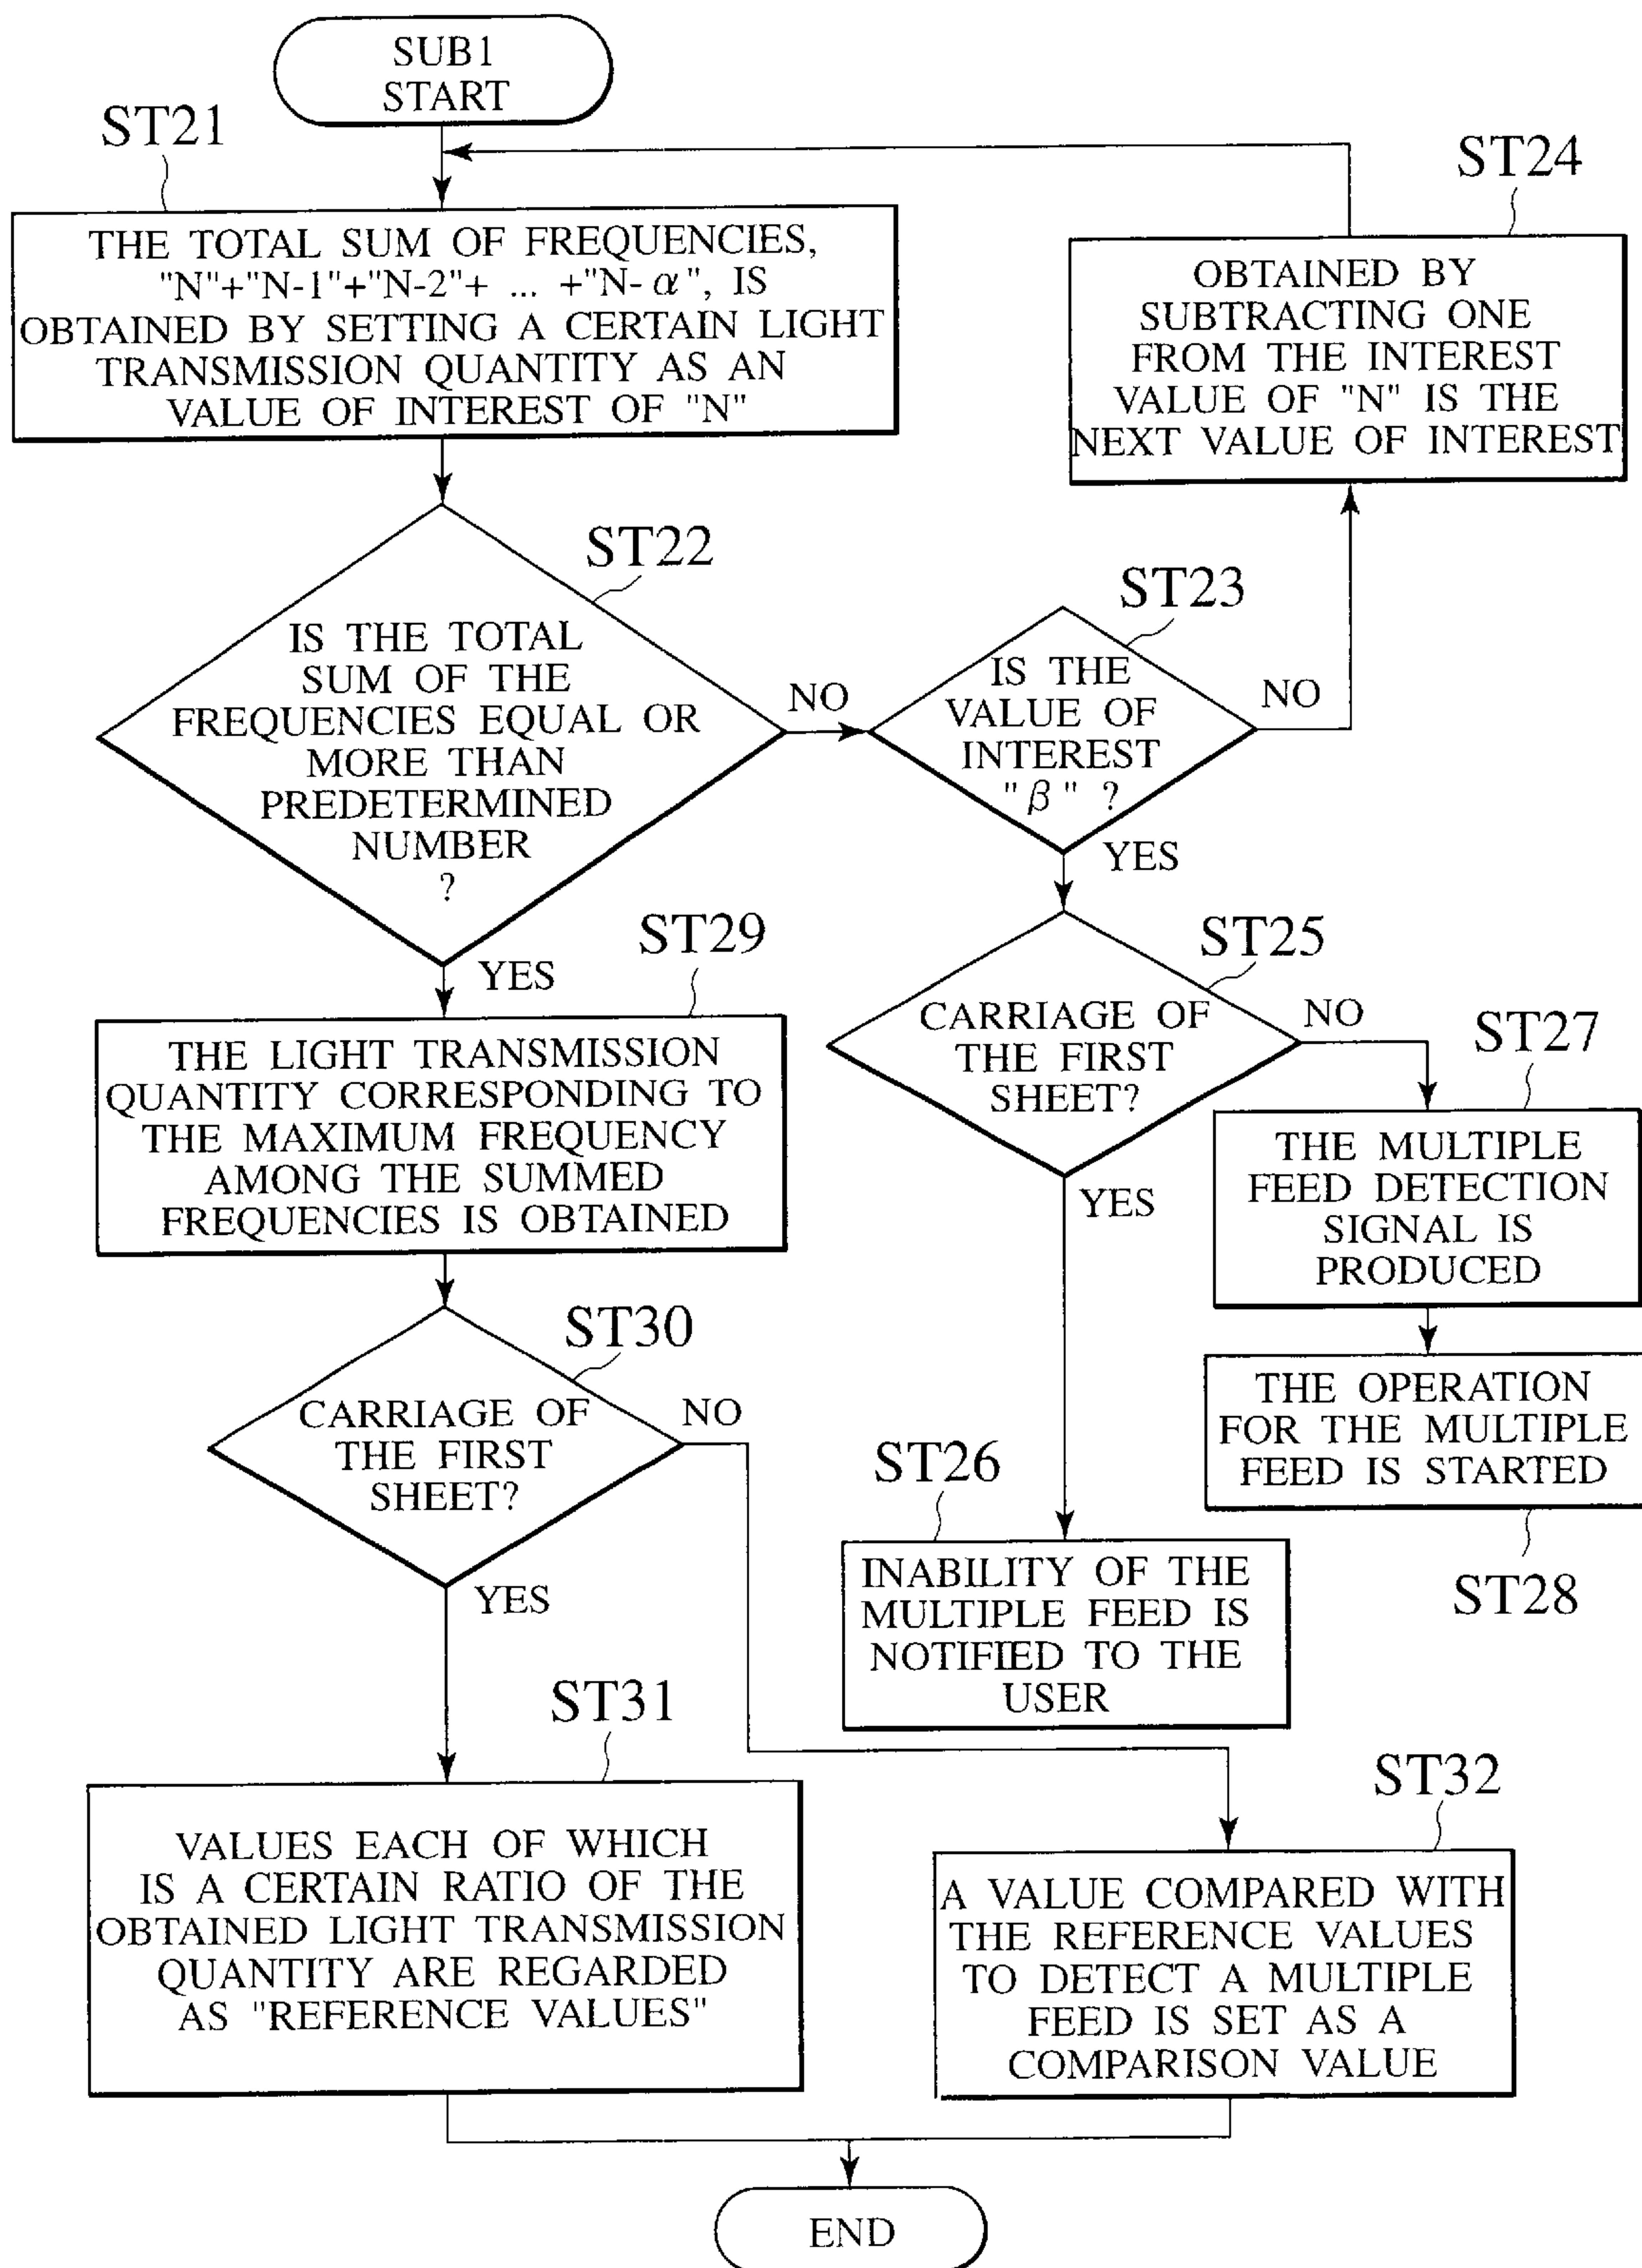 SUB1
START
ST21
THE TOTAL SUM OF FREQUENCIES,
"N"+"N-1"+"N-2"+ ... +"N- α", IS
OBTAINED BY SETTING A CERTAIN LIGHT
TRANSMISSION QUANTITY AS AN
VALUE OF INTEREST OF "N"
ST24
OBTAINED BY
SUBTRACTING ONE
FROM THE INTEREST
VALUE OF "N" IS THE
NEXT VALUE OF INTEREST
ST22
IS THE TOTAL
SUM OF THE
FREQUENCIES EQUAL OR
MORE THAN
PREDETERMINED
NUMBER
?
NO
YES
ST23
IS THE
VALUE OF
INTEREST
"β" ?
NO
YES
ST25
CARRIAGE OF
THE FIRST
SHEET?
NO
YES
ST27
THE MULTIPLE
FEED DETECTION
SIGNAL IS
PRODUCED
THE OPERATION
FOR THE MULTIPLE
FEED IS STARTED
ST28
ST26
INABILITY OF THE
MULTIPLE FEED IS
NOTIFIED TO THE
USER
ST29
THE LIGHT TRANSMISSION
QUANTITY CORRESPONDING TO
THE MAXIMUM FREQUENCY
AMONG THE SUMMED
FREQUENCIES IS OBTAINED
ST30
CARRIAGE OF
THE FIRST
SHEET?
NO
YES
ST31
VALUES EACH OF WHICH
IS A CERTAIN RATIO OF THE
OBTAINED LIGHT TRANSMISSION
QUANTITY ARE REGARDED
AS "REFERENCE VALUES"
ST32
A VALUE COMPARED WITH
THE REFERENCE VALUES
TO DETECT A MULTIPLE
FEED IS SET AS A
COMPARISON VALUE
END